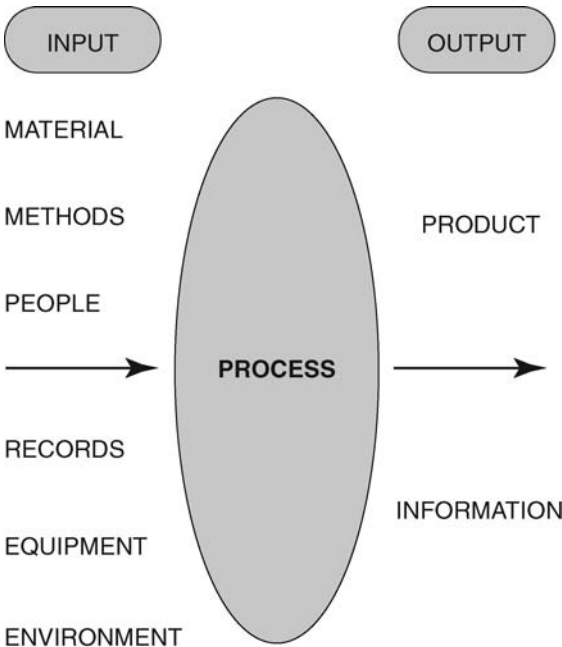 INPUT
OUTPUT
MATERIAL
METHODS
PRODUCT
PEOPLE
PROCESS
RECORDS
INFORMATION
EQUIPMENT
ENVIRONMENT